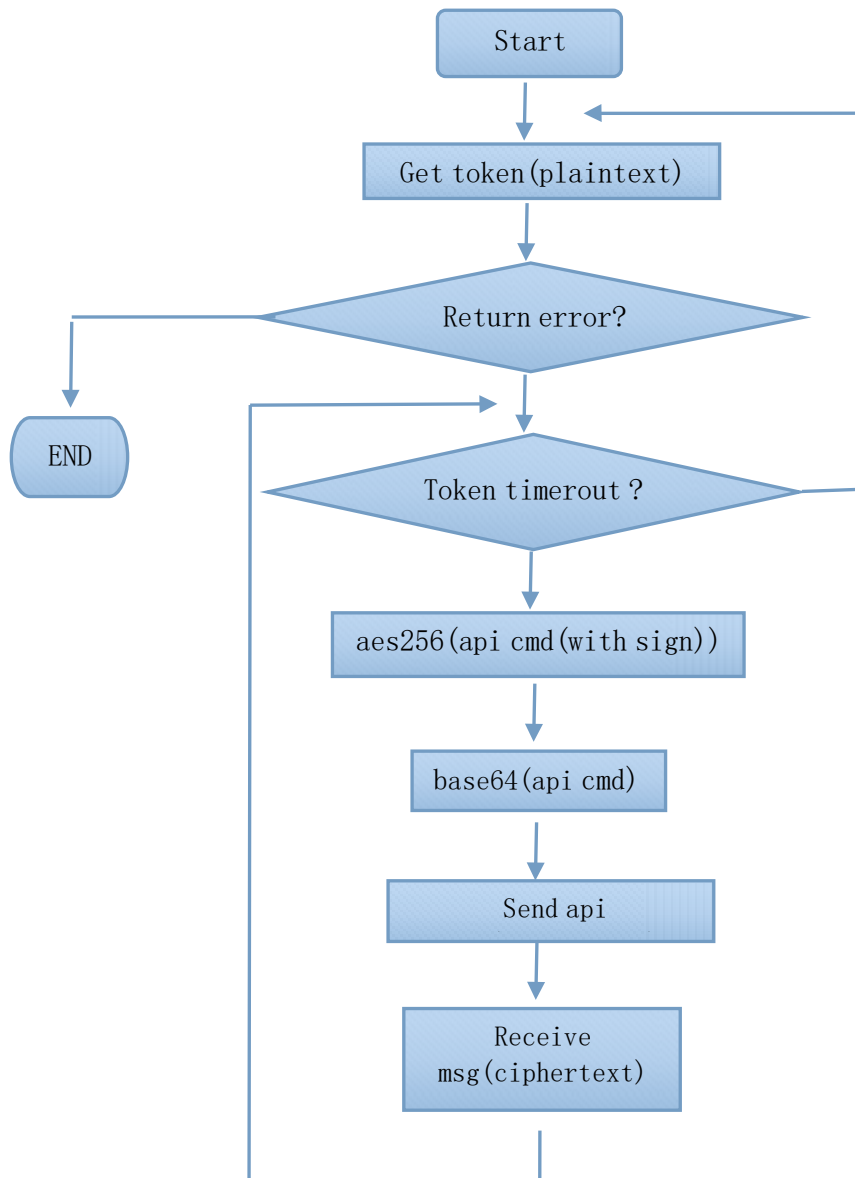 Start
Get token(plaintext)
Return error?
END
Token timerout ?
aes256(api cmd(with sign))
base64(api cmd)
Send api
Receive
msg(ciphertext)